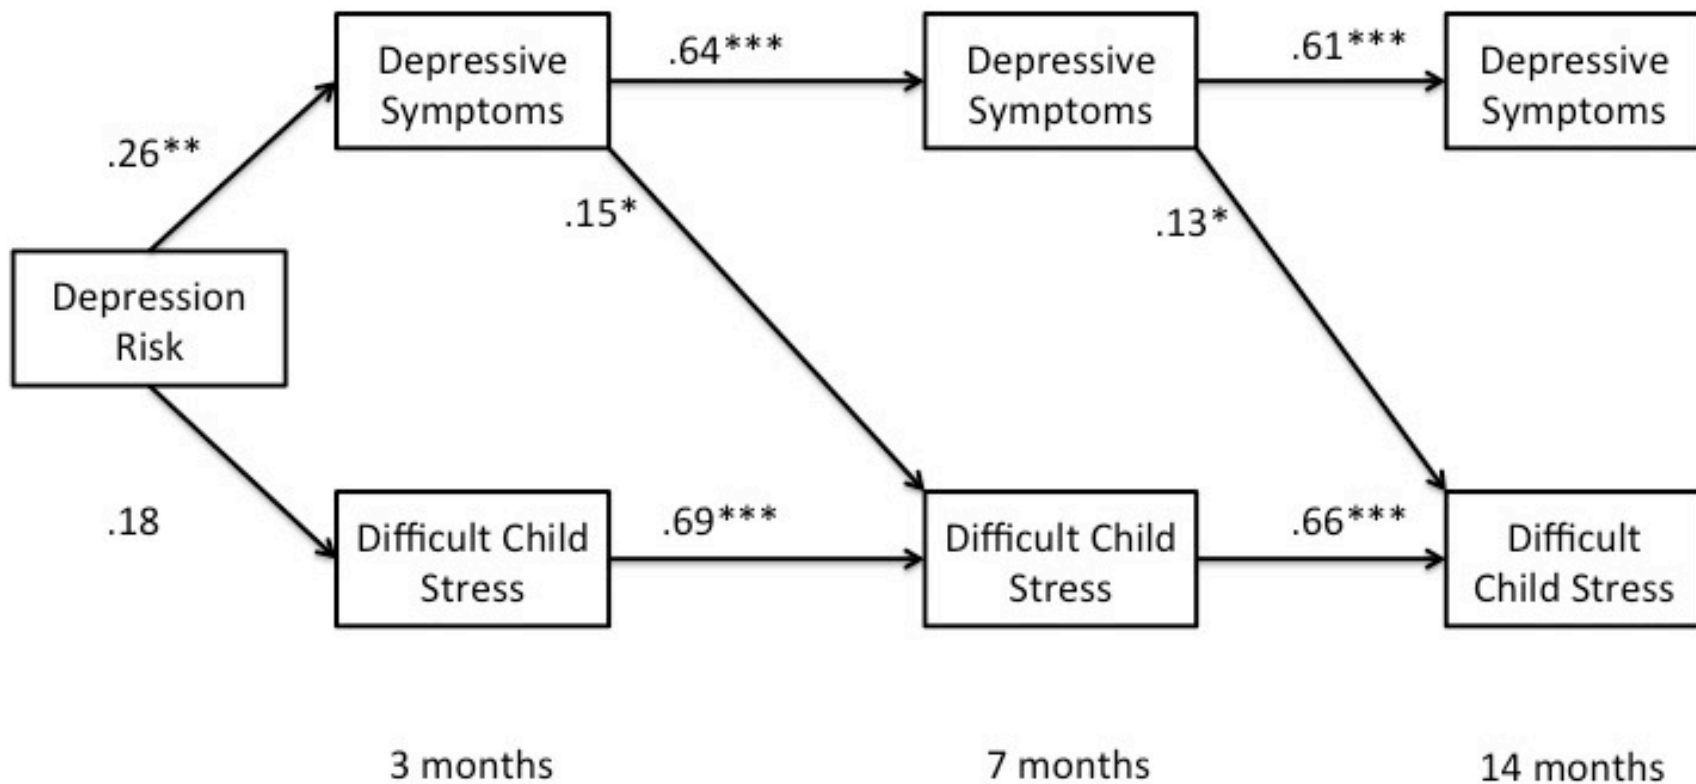 Depressive
Symptoms
.64***
Depressive
Symptoms
.61***
Depressive
Symptoms
.26**
.15*
.13*
Depression
Risk
.18
Difficult Child
Stress
.69***
Difficult Child
Stress
.66***
Difficult
Child Stress
3 months
7 months
14 months